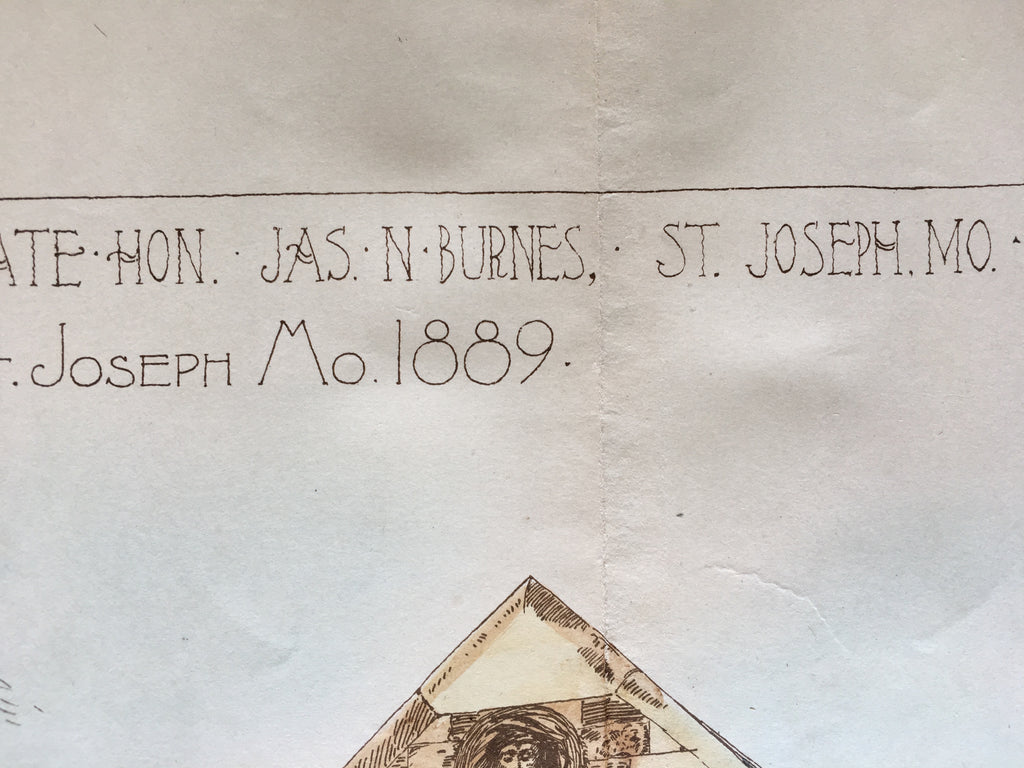 ATE · HON. · JAS. · N · BURNES, · ST. JOSEPH. MO. ·
. JOSEPH MO. 1889 .